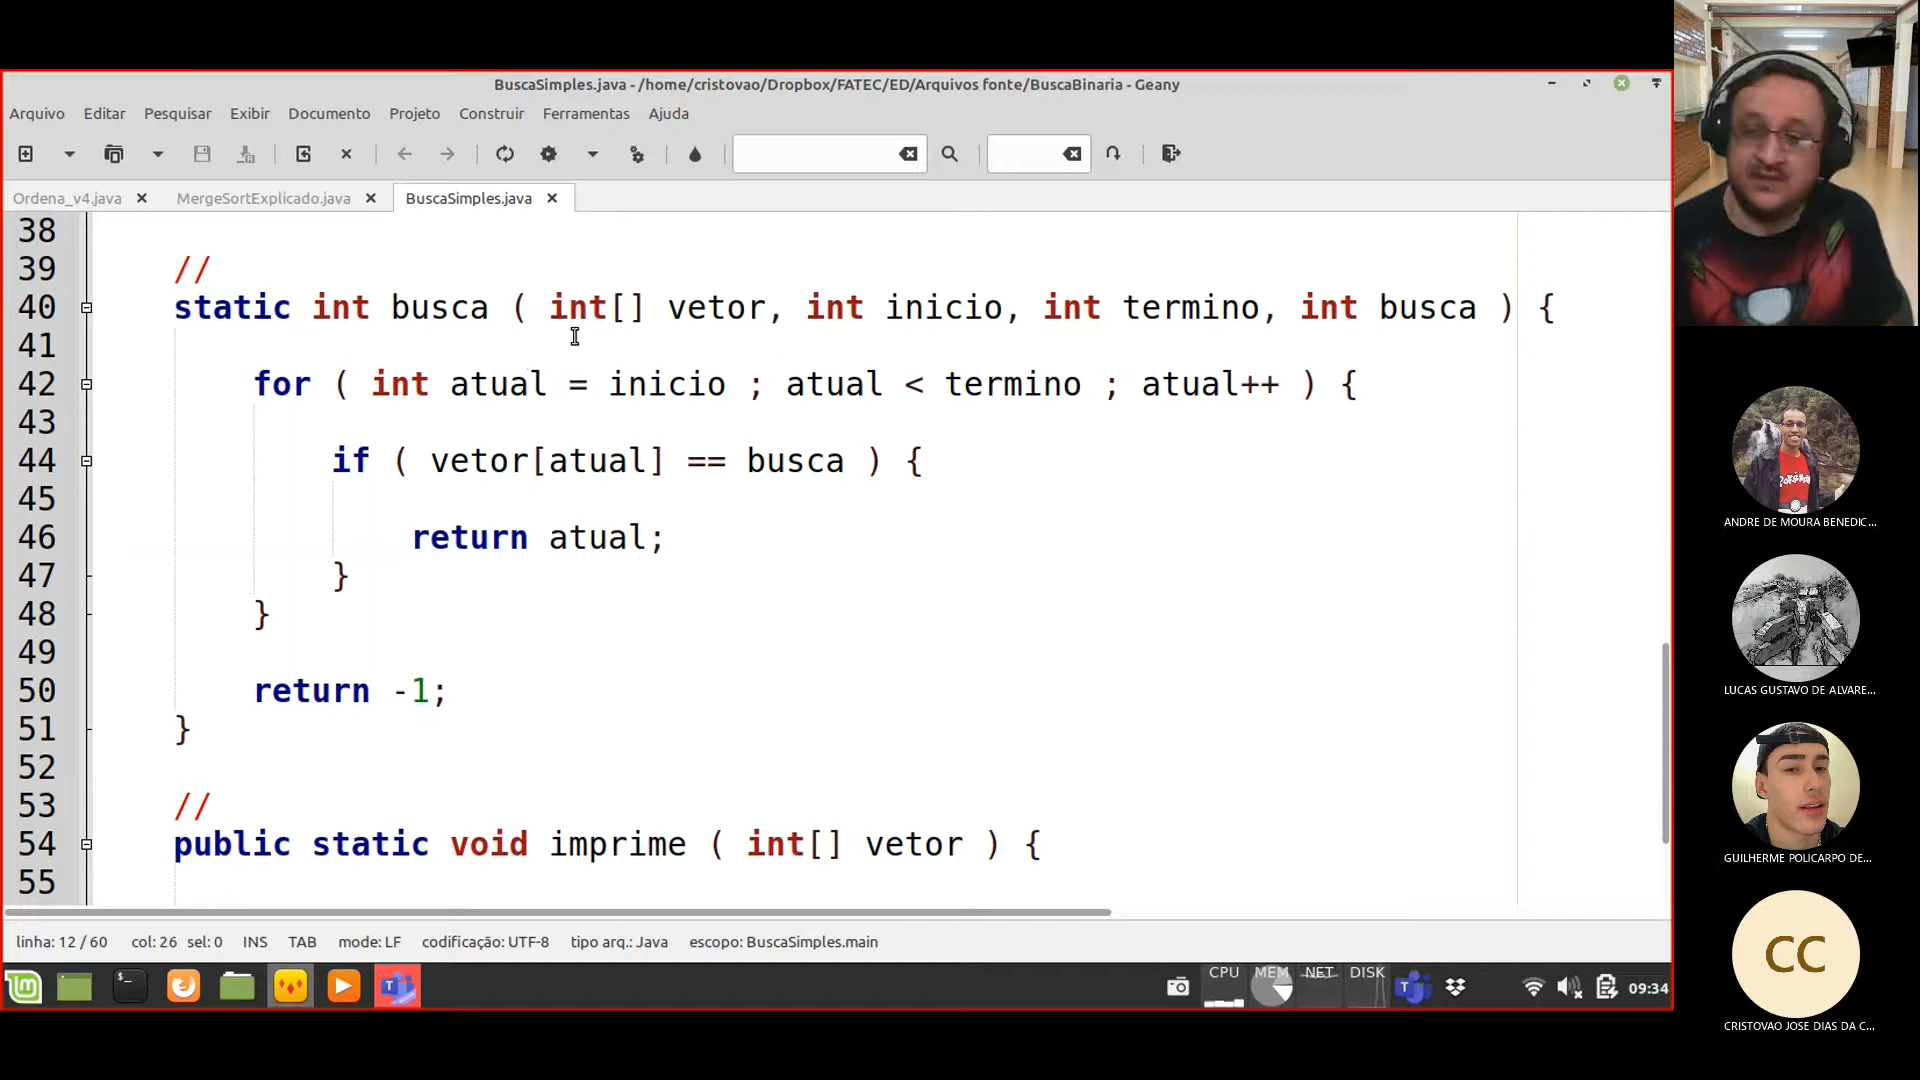 BuscaSimples.java - /home/cristovao/Dropbox/FATEC/ED/Arquivos fonte/BuscaBinaria - Geany
Arquivo Editar Pesquisar Exibir Documento Projeto Construir Ferramentas Ajuda
Ordena_v4.java MergeSortExplicado.java BuscaSimples.java
38
39 //
40 static int busca ( int[] vetor, int inicio, int termino, int busca ) {
41
42 for ( int atual = inicio ; atual < termino ; atual++ ) {
43
44 if ( vetor[atual] == busca ) {
45
46 return atual;
47 }
48 }
49
50 return -1;
51 }
52
53 //
54 public static void imprime ( int[] vetor ) {
55
linha: 12 / 60 col: 26 sel: 0 INS TAB mode: LF codificação: UTF-8 tipo arq.: Java escopo: BuscaSimples.main
CPU MEM NET DISK
09:34
ANDRE DE MOURA BENEDIC...
LUCAS GUSTAVO DE ALVARE...
GUILHERME POLICARPO DE...
CC
CRISTOVAO JOSE DIAS DA C...